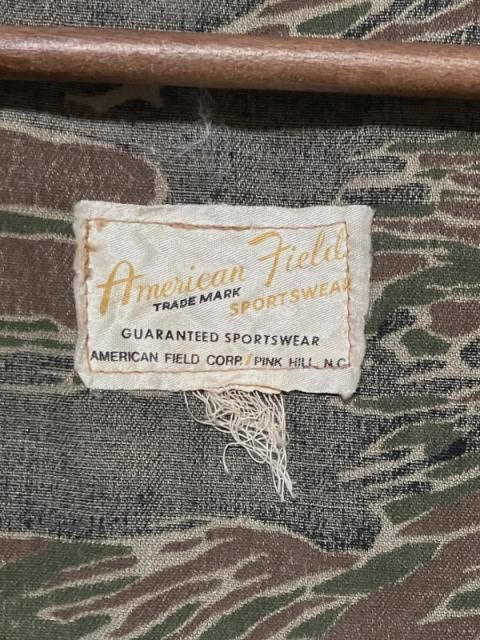 American Field
TRADE MARK SPORTSWEAR
GUARANTEED SPORTSWEAR
AMERICAN FIELD CORP. / PINK HILL, N.C.